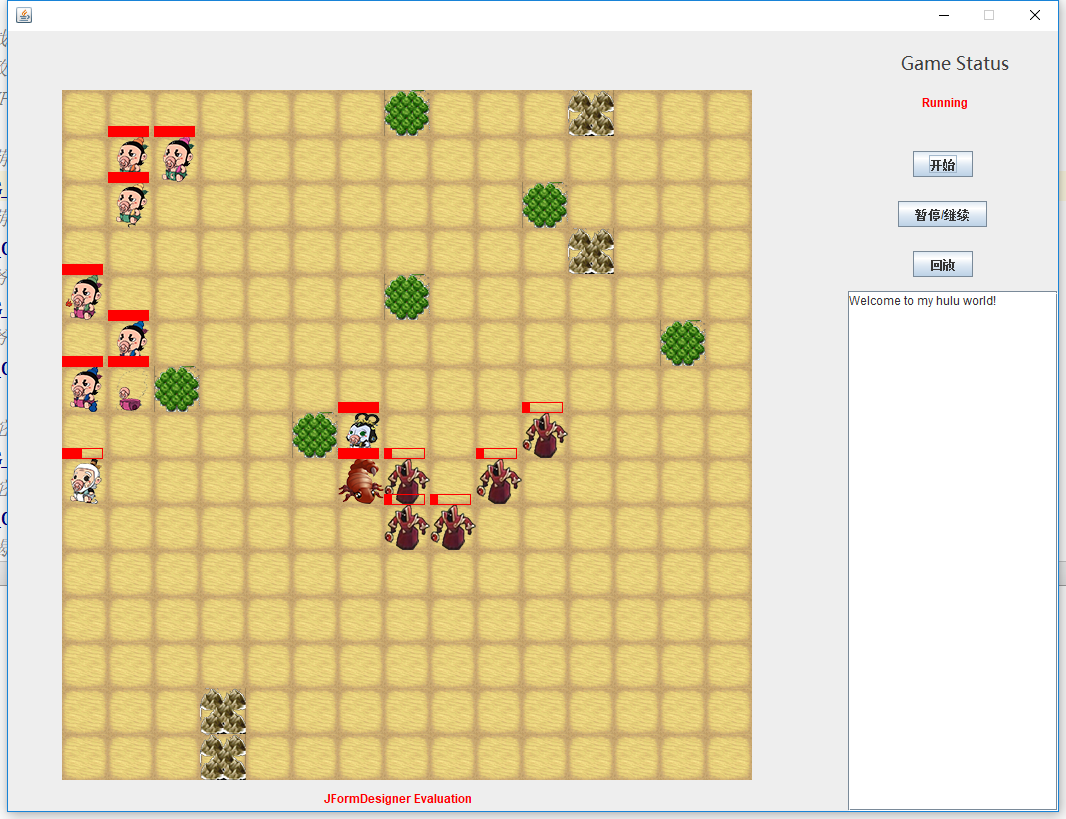 Game Status
Running
开始
暂停/继续
回放
Welcome to my hulu world!
JFormDesigner Evaluation